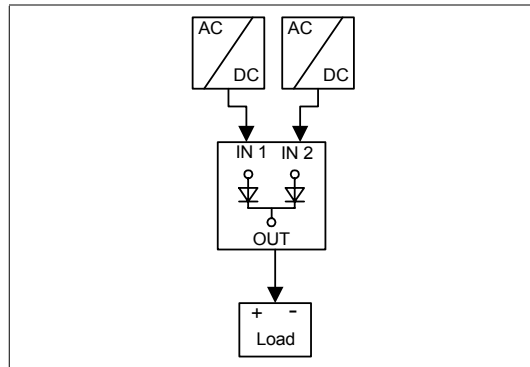 AC AC
DC DC
IN 1 IN 2
OUT
+ -
Load